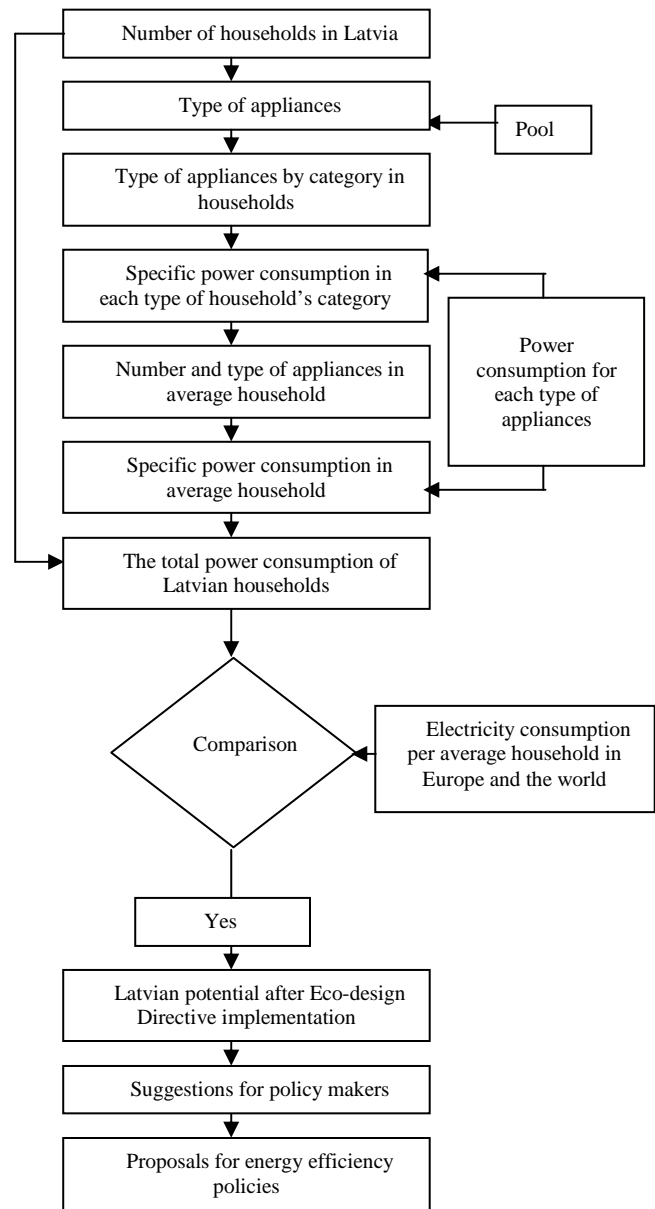 Number of households in Latvia
Type of appliances
Pool
Type of appliances by category in
households
Specific power consumption in
each type of household’s category
Power
consumption for
each type of
appliances
Number and type of appliances in
average household
Specific power consumption in
average household
The total power consumption of
Latvian households
Comparison
Electricity consumption
per average household in
Europe and the world
Yes
Latvian potential after Eco-design
Directive implementation
Suggestions for policy makers
Proposals for energy efficiency
policies